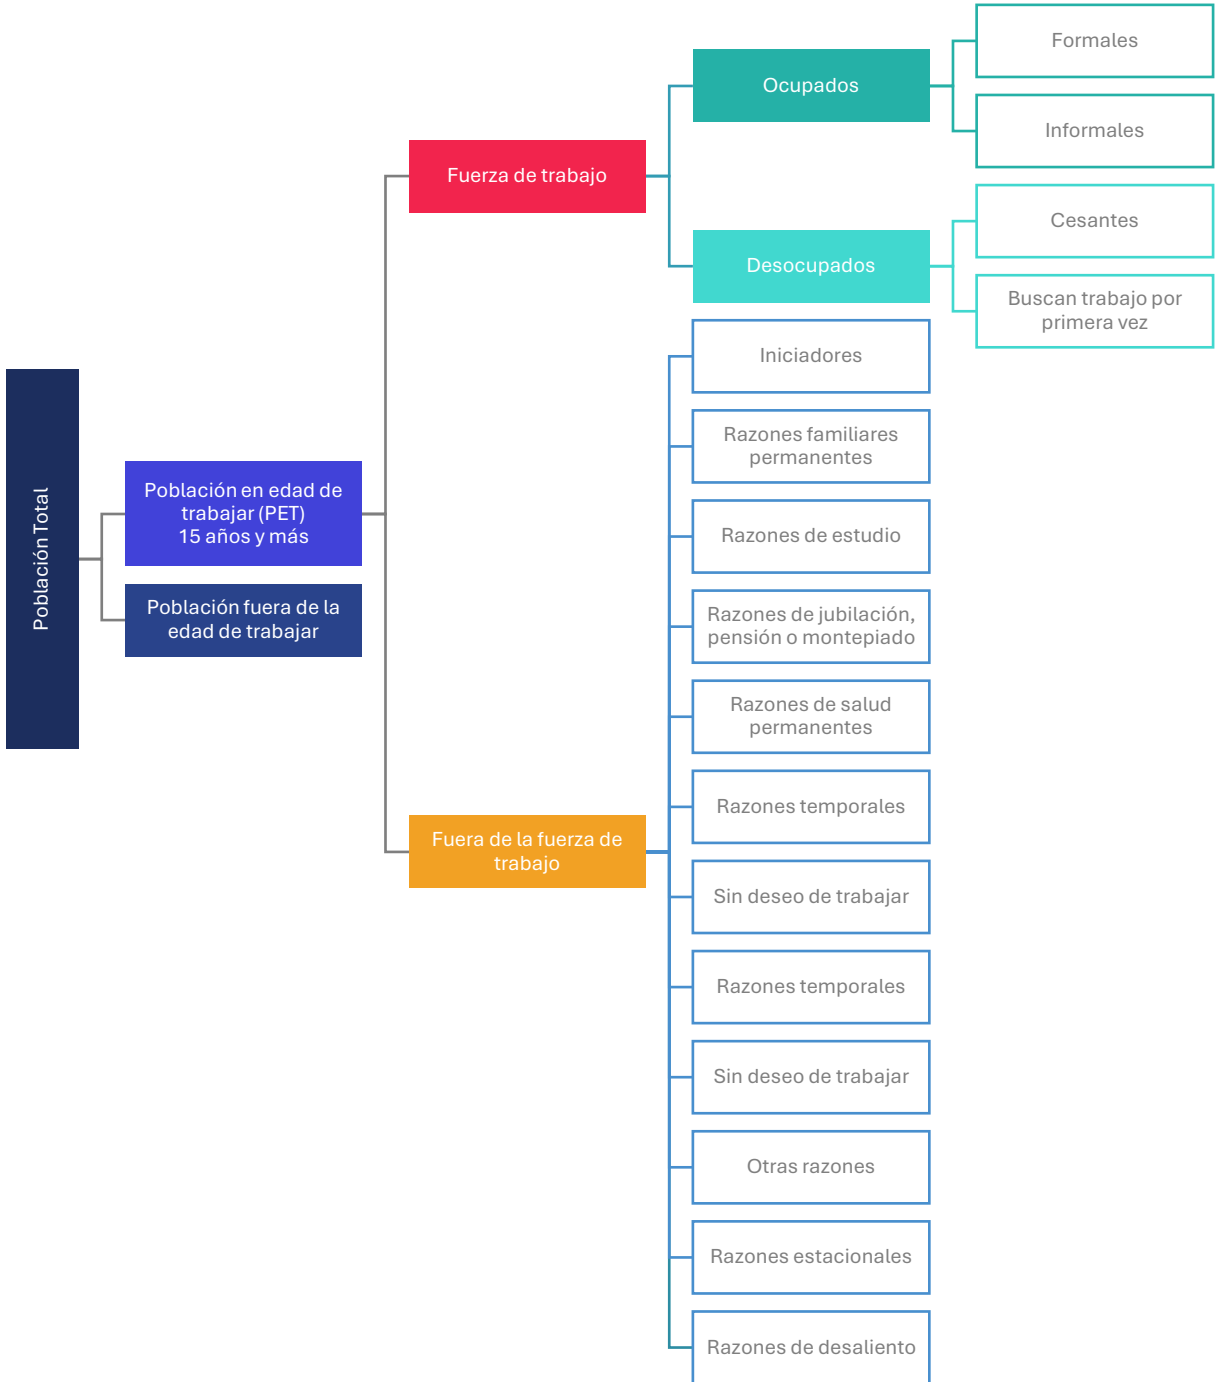 Población Total
Población en edad de
trabajar (PET)
15 años y más
Población fuera de la
edad de trabajar
Fuerza de trabajo
Ocupados
Formales
Informales
Desocupados
Cesantes
Buscan trabajo por
primera vez
Fuera de la fuerza de
trabajo
Iniciadores
Razones familiares
permanentes
Razones de estudio
Razones de jubilación,
pensión o montepiado
Razones de salud
permanentes
Razones temporales
Sin deseo de trabajar
Razones temporales
Sin deseo de trabajar
Otras razones
Razones estacionales
Razones de desaliento